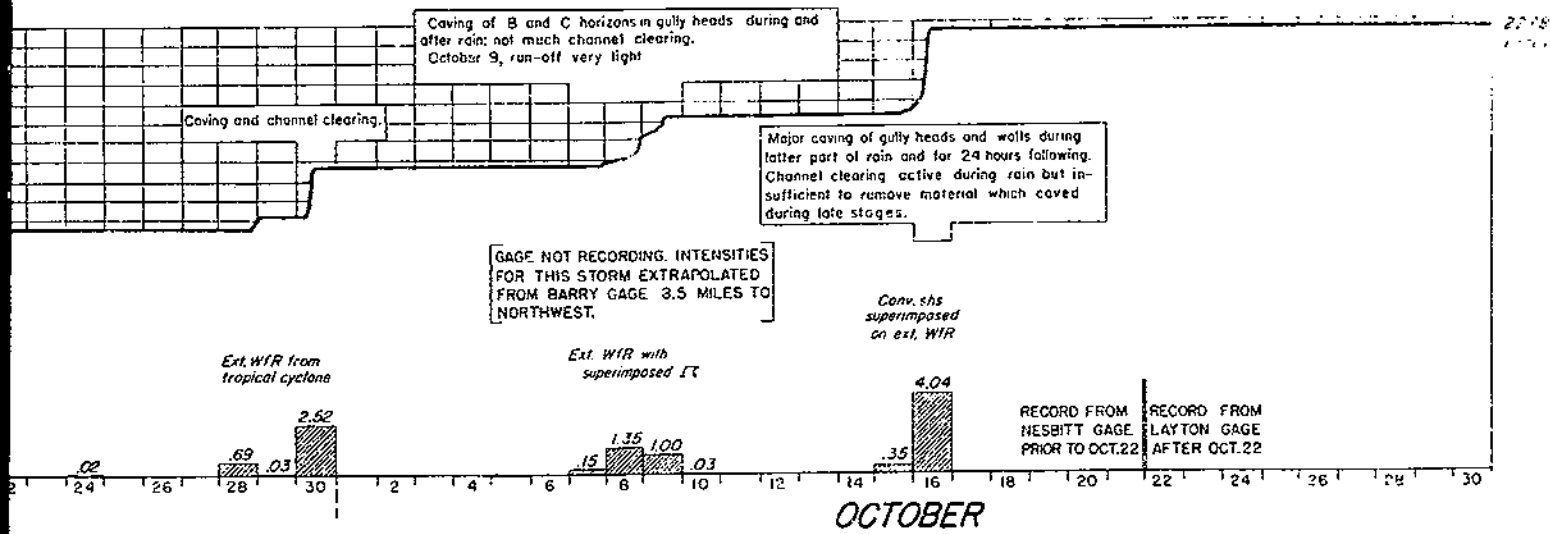 Caving of B and C horizons in gully heads during and
after rain; not much channel clearing.
October 9, run-off very light
Caving and channel clearing.
Major caving of gully heads and walls during
latter part of rain and for 24 hours following.
Channel clearing active during rain but in-
sufficient to remove material which caved
during late stages.
GAGE NOT RECORDING. INTENSITIES
FOR THIS STORM EXTRAPOLATED
FROM BARRY GAGE 3.5 MILES TO
NORTHWEST.
Conv. shs
superimposed
on ext. WfR
Ext. WfR from
tropical cyclone
Ext. WfR with
superimposed
.02
.69
.03
2.52
.15
1.35
1.00
.03
.35
4.04
RECORD FROM
NESBITT GAGE
PRIOR TO OCT.22
RECORD FROM
LAYTON GAGE
AFTER OCT.22
2 24 26 28 30 2 4 6 8 10 12 14 16 18 20 22 24 26 28 30
OCTOBER